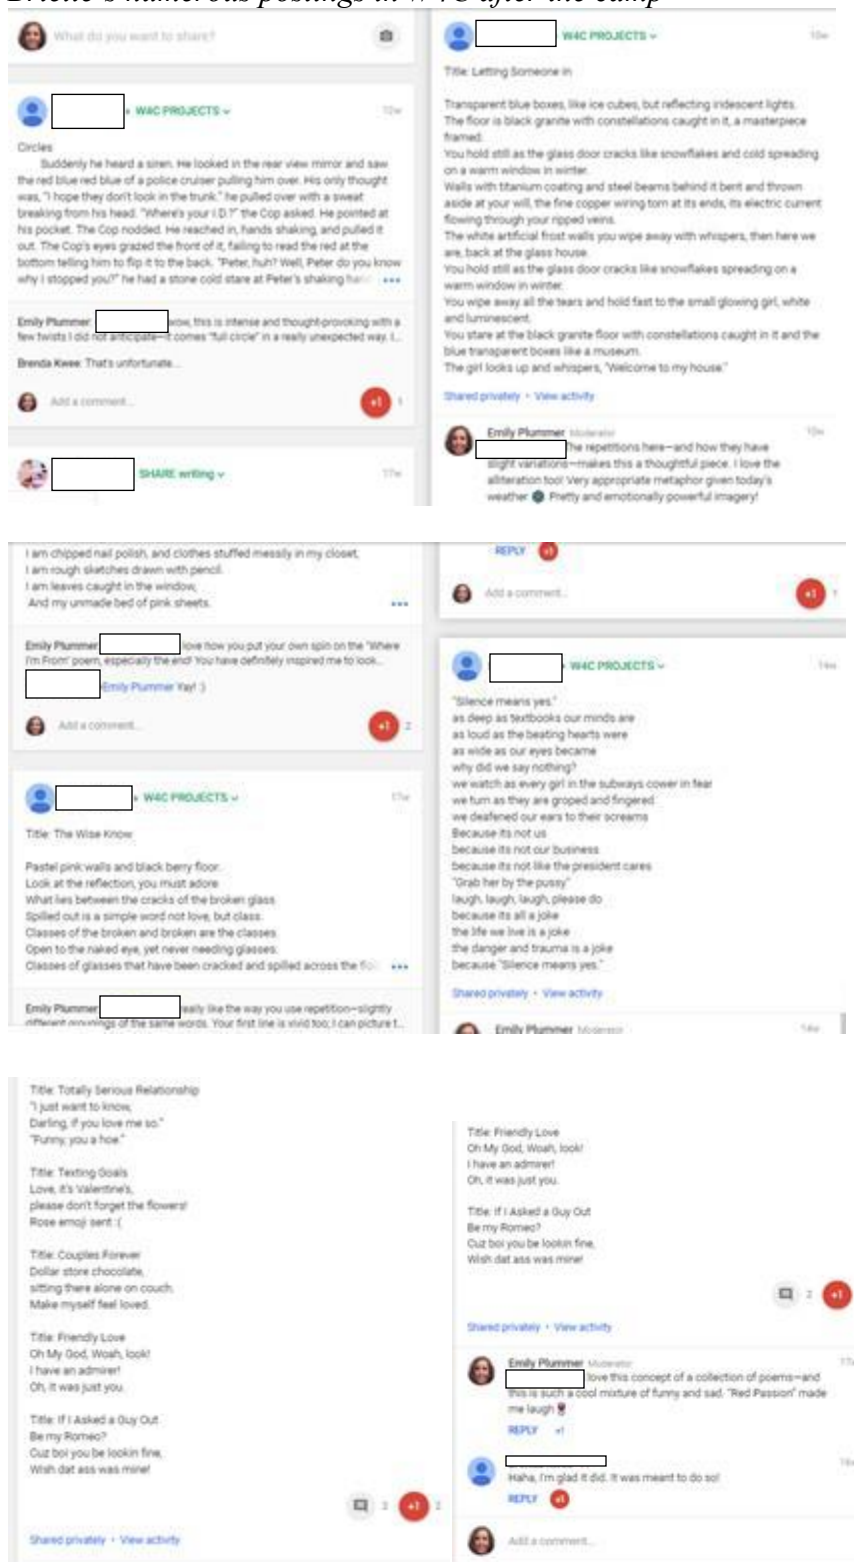 Brielle's numerous postings in W4C after the camp
What do you want to share?
W4C PROJECTS
12w
Circles
Suddenly he heard a siren. He looked in the rear view mirror and saw
the red blue red blue of a police cruiser pulling him over. His only thought
was, "I hope they don't look in the trunk." he pulled over with a sweat
breaking from his head. "Where's your I.D.?" the Cop asked. He pointed at
his pocket. The Cop nodded. He reached in, hands shaking, and pulled it
out. The Cop's eyes grazed the front of it, failing to read the red at the
bottom telling him to flip it to the back. "Peter, huh? Well, Peter do you know
why I stopped you?" he had a stone cold stare at Peter's shaking
Emily Plummer wow, this is intense and thought-provoking with a
few twists I did not anticipate—it comes "full circle" in a really unexpected way. I...
Brenda Kwee That's unfortunate...
Add a comment...
+1 1
SHARE writing
17w
W4C PROJECTS
10w
Title: Letting Someone in
Transparent blue boxes, like ice cubes, but reflecting iridescent lights.
The floor is black granite with constellations caught in it, a masterpiece
framed.
You hold still as the glass door cracks like snowflakes and cold spreading
on a warm window in winter.
Walls with titanium coating and steel beams behind it bent and thrown
aside at your will, the fine copper wiring torn at its ends, its electric current
flowing through your ripped veins.
The white artificial frost walls you wipe away with whispers, then here we
are, back at the glass house.
You hold still as the glass door cracks like snowflakes spreading on a
warm window in winter.
You wipe away all the tears and hold fast to the small glowing girl, white
and luminescent.
You stare at the black granite floor with constellations caught in it and the
blue transparent boxes like a museum.
The girl looks up and whispers, "Welcome to my house."
Shared privately • View activity
Emily Plummer Moderator
10w
The repetitions here—and how they have
slight variations—makes this a thoughtful piece. I love the
alliteration too! Very appropriate metaphor given today's
weather Pretty and emotionally powerful imagery!
I am chipped nail polish, and clothes stuffed messily in my closet,
I am rough sketches drawn with pencil.
I am leaves caught in the window,
And my unmade bed of pink sheets.
Emily Plummer love how you put your own spin on the "Where
I'm From" poem, especially the end! You have definitely inspired me to look...
Emily Plummer Yay! :)
Add a comment...
+1 2
W4C PROJECTS
17w
Title: The Wise Know
Pastel pink walls and black berry floor.
Look at the reflection, you must adore
What lies between the cracks of the broken glass.
Spilled out is a simple word not love, but class.
Classes of the broken and broken are the classes.
Open to the naked eye, yet never needing glasses.
Classes of glasses that have been cracked and spilled across the
Emily Plummer really like the way you use repetition—slightly
different groupings of the same words. Your first line is vivid too; I can picture t...
REPLY +1
Add a comment...
+1 1
W4C PROJECTS
14w
"Silence means yes."
as deep as textbooks our minds are
as loud as the beating hearts were
as wide as our eyes became
why did we say nothing?
we watch as every girl in the subways cower in fear
we turn as they are groped and fingered
we deafened our ears to their screams
Because its not us
because its not our business
because its not like the president cares
"Grab her by the pussy"
laugh, laugh, laugh, please do
because its all a joke
the life we live is a joke
the danger and trauma is a joke
because "Silence means yes."
Shared privately • View activity
Emily Plummer Moderator
14w
Title: Totally Serious Relationship
"I just want to know,
Darling, if you love me so."
"Funny, you a hoe."
Title: Texting Goals
Love, it's Valentine's,
please don't forget the flowers!
Rose emoji sent :(
Title: Couples Forever
Dollar store chocolate,
sitting there alone on couch.
Make myself feel loved.
Title: Friendly Love
Oh My God, Woah, look!
I have an admirer!
Oh, it was just you.
Title: If I Asked a Guy Out
Be my Romeo?
Cuz boi you be lookin fine,
Wish dat ass was mine!
2 +1 2
Shared privately • View activity
Title: Friendly Love
Oh My God, Woah, look!
I have an admirer!
Oh, it was just you.
Title: If I Asked a Guy Out
Be my Romeo?
Cuz boi you be lookin fine,
Wish dat ass was mine!
2 +1
Shared privately • View activity
Emily Plummer Moderator
love this concept of a collection of poems—and
this is such a cool mixture of funny and sad. "Red Passion" made
me laugh
REPLY +1
Haha, I'm glad it did. It was meant to do so!
REPLY +1
Add a comment...